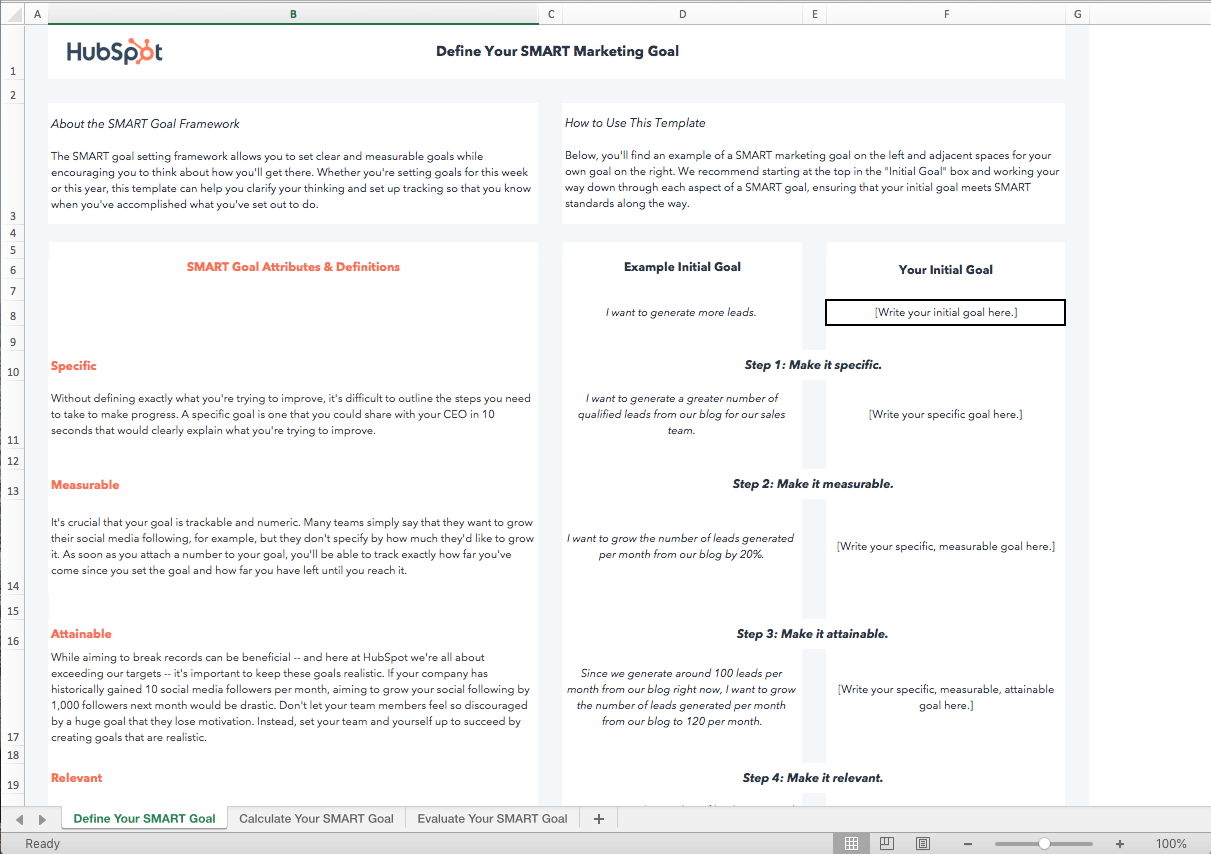 A B C D E F G
1
HubSpot
Define Your SMART Marketing Goal
2
About the SMART Goal Framework
The SMART goal setting framework allows you to set clear and measurable goals while
encouraging you to think about how you'll get there. Whether you're setting goals for this week
or this year, this template can help you clarify your thinking and set up tracking so that you know
when you've accomplished what you've set out to do.
How to Use This Template
Below, you'll find an example of a SMART marketing goal on the left and adjacent spaces for your
own goal on the right. We recommend starting at the top in the "Initial Goal" box and working your
way down through each aspect of a SMART goal, ensuring that your initial goal meets SMART
standards along the way.
3
4
5
6
SMART Goal Attributes & Definitions
Example Initial Goal
Your Initial Goal
7
8
I want to generate more leads.
[Write your initial goal here.]
9
10
Specific
Step 1: Make it specific.
Without defining exactly what you're trying to improve, it's difficult to outline the steps you need
to take to make progress. A specific goal is one that you could share with your CEO in 10
seconds that would clearly explain what you're trying to improve.
I want to generate a greater number of
qualified leads from our blog for our sales
team.
[Write your specific goal here.]
11
12
13
Measurable
Step 2: Make it measurable.
It's crucial that your goal is trackable and numeric. Many teams simply say that they want to grow
their social media following, for example, but they don't specify by how much they'd like to grow
it. As soon as you attach a number to your goal, you'll be able to track exactly how far you've
come since you set the goal and how far you have left until you reach it.
I want to grow the number of leads generated
per month from our blog by 20%.
[Write your specific, measurable goal here.]
14
15
16
Attainable
Step 3: Make it attainable.
While aiming to break records can be beneficial -- and here at HubSpot we're all about
exceeding our targets -- it's important to keep these goals realistic. If your company has
historically gained 10 social media followers per month, aiming to grow your social following by
1,000 followers next month would be drastic. Don't let your team members feel so discouraged
by a huge goal that they lose motivation. Instead, set your team and yourself up to succeed by
creating goals that are realistic.
Since we generate around 100 leads per
month from our blog right now, I want to grow
the number of leads generated per month
from our blog to 120 per month.
[Write your specific, measurable, attainable
goal here.]
17
18
19
Relevant
Step 4: Make it relevant.
Define Your SMART Goal Calculate Your SMART Goal Evaluate Your SMART Goal +
Ready
− + 100%